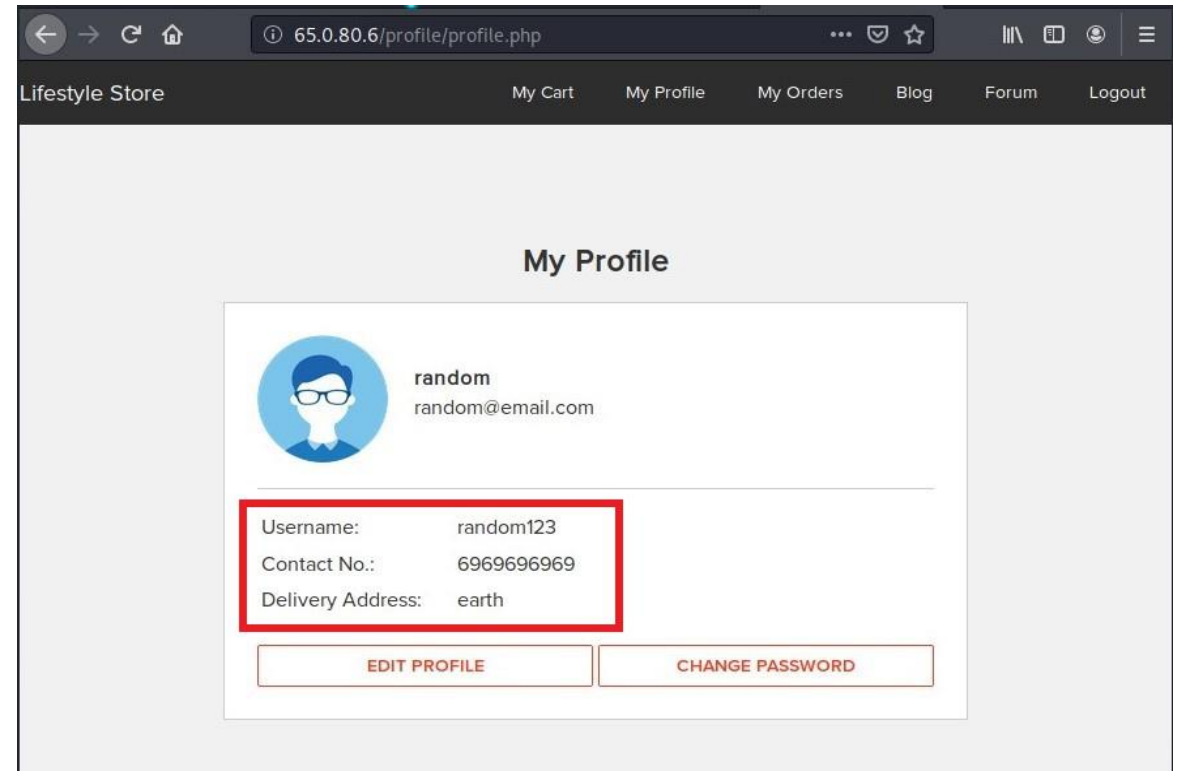 65.0.80.6/profile/profile.php
Lifestyle Store My Cart My Profile My Orders Blog Forum Logout
My Profile
random
random@email.com
Username: random123
Contact No.: 6969696969
Delivery Address: earth
EDIT PROFILE CHANGE PASSWORD